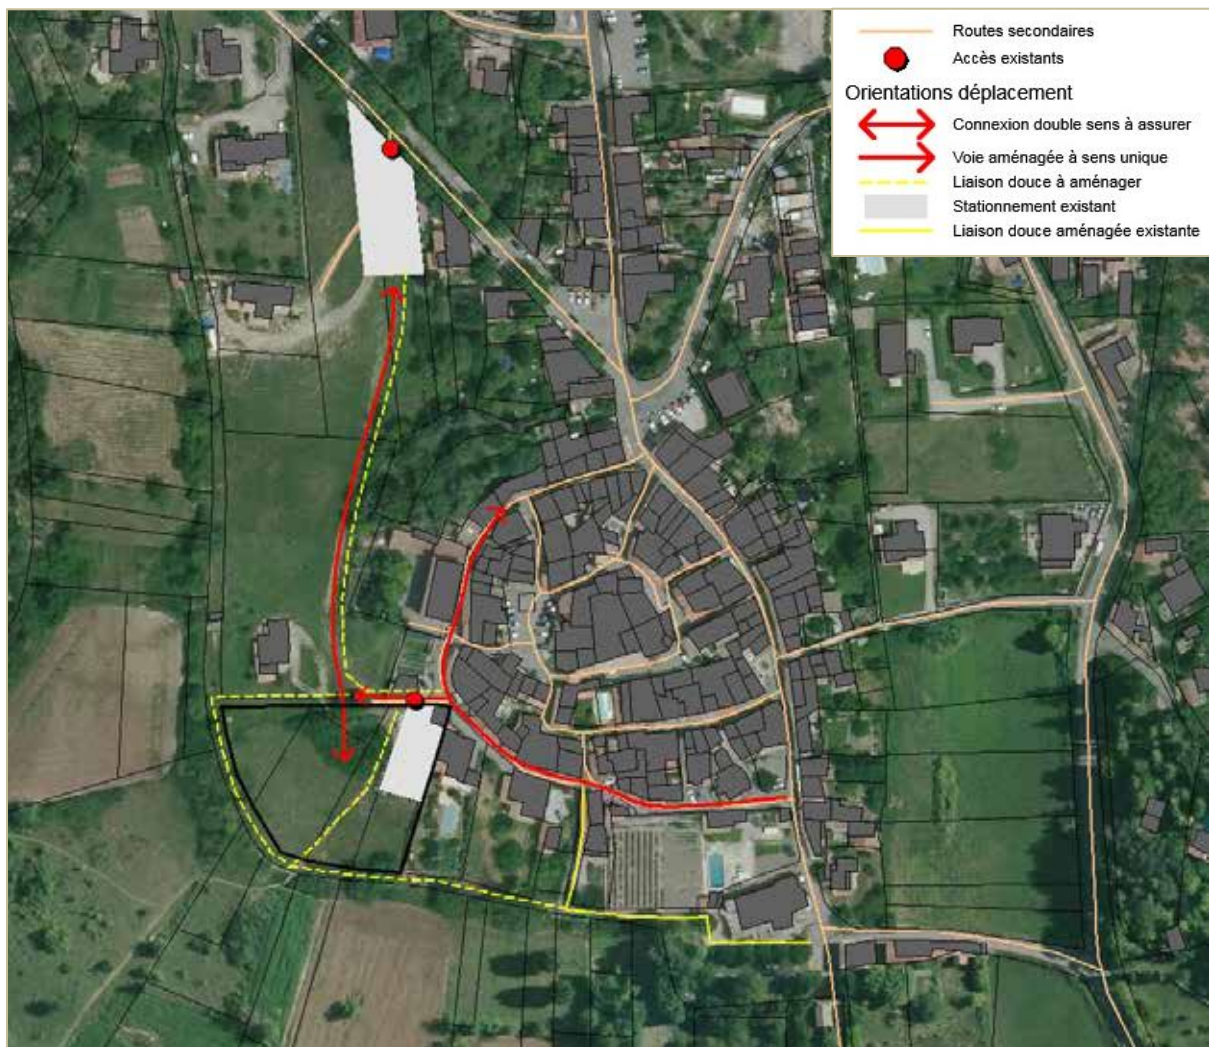 Routes secondaires
Accès existants
Orientations déplacement
Connexion double sens à assurer
Voie aménagée à sens unique
Liaison douce à aménager
Stationnement existant
Liaison douce aménagée existante